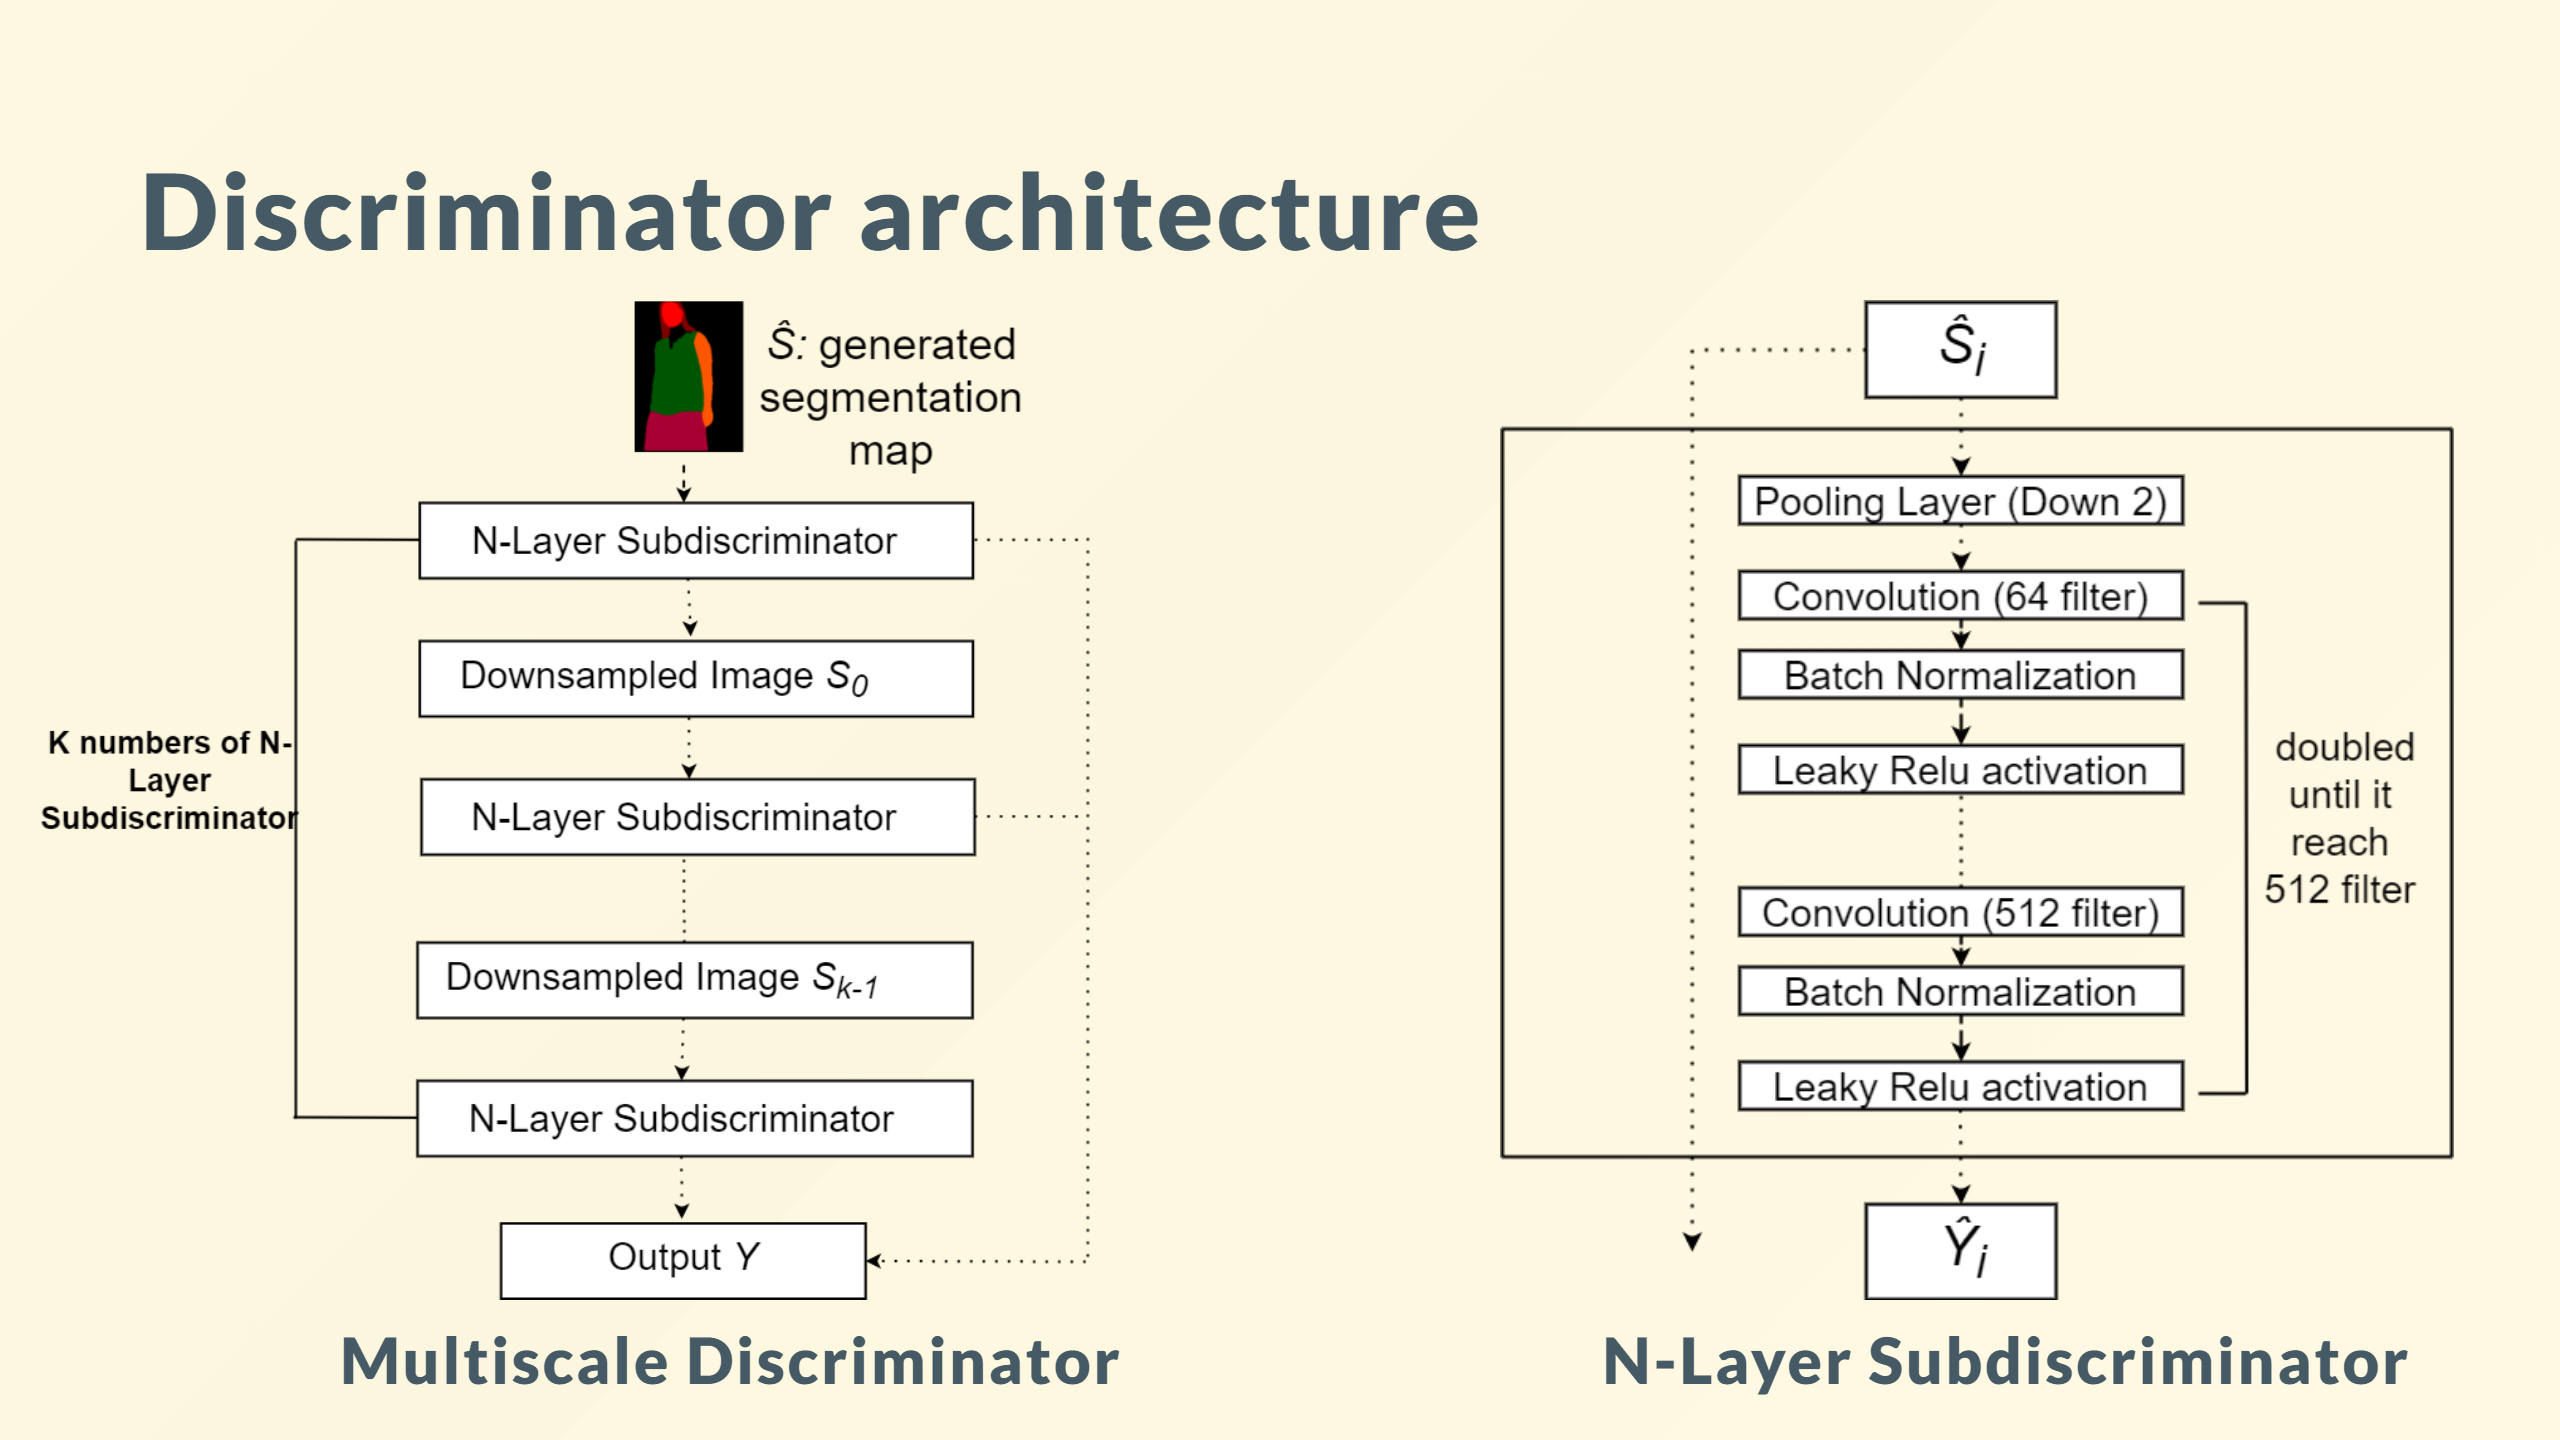 Discriminator architecture
Ŝ: generated
segmentation
map
N-Layer Subdiscriminator
Downsampled Image S0
N-Layer Subdiscriminator
K numbers of N-
Layer
Subdiscriminator
Downsampled Image Sk-1
N-Layer Subdiscriminator
Output Y
Multiscale Discriminator
Ŝi
Pooling Layer (Down 2)
Convolution (64 filter)
Batch Normalization
Leaky Relu activation
doubled
until it
reach
512 filter
Convolution (512 filter)
Batch Normalization
Leaky Relu activation
Ŷi
N-Layer Subdiscriminator